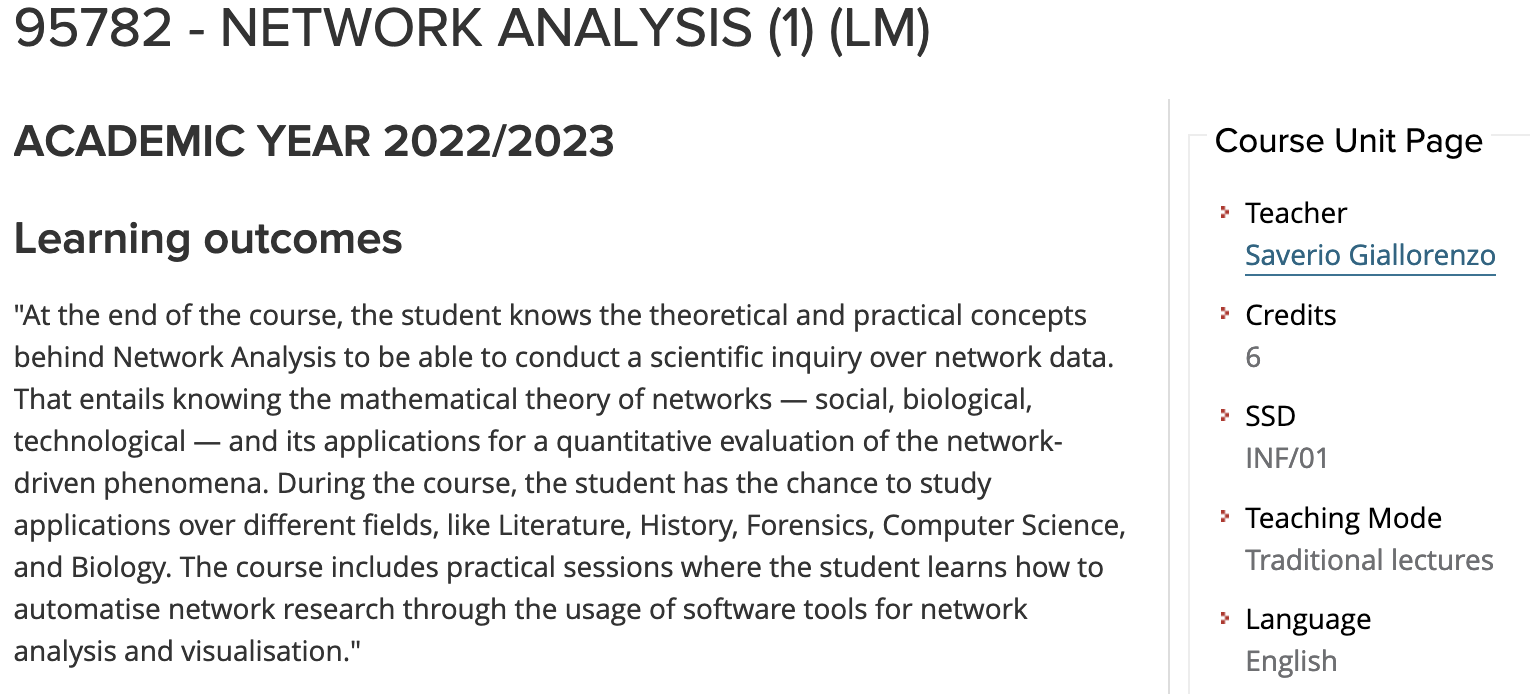 95782 - NETWORK ANALYSIS (1) (LM)
ACADEMIC YEAR 2022/2023
Learning outcomes
"At the end of the course, the student knows the theoretical and practical concepts
behind Network Analysis to be able to conduct a scientific inquiry over network data.
That entails knowing the mathematical theory of networks — social, biological,
technological — and its applications for a quantitative evaluation of the network-
driven phenomena. During the course, the student has the chance to study
applications over different fields, like Literature, History, Forensics, Computer Science,
and Biology. The course includes practical sessions where the student learns how to
automatise network research through the usage of software tools for network
analysis and visualisation."
Course Unit Page
Teacher
Saverio Giallorenzo
Credits
6
SSD
INF/01
Teaching Mode
Traditional lectures
Language
English